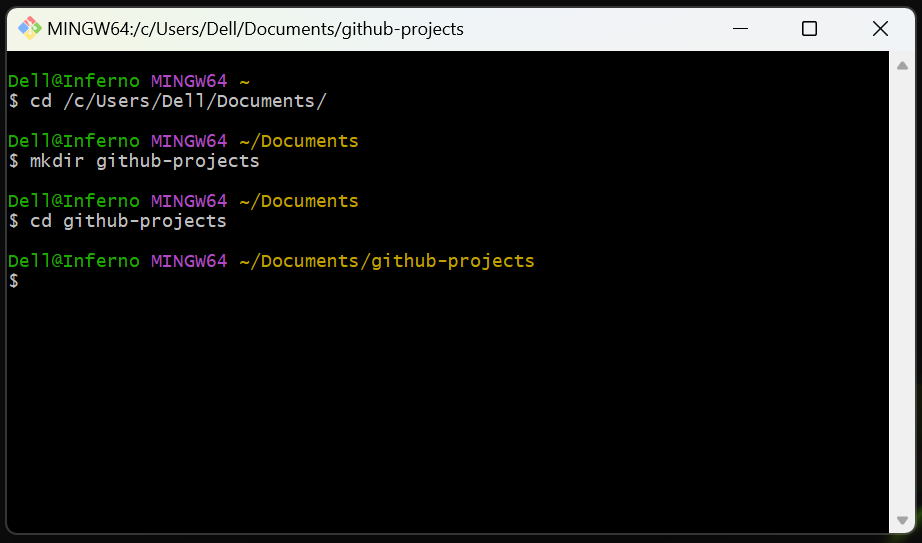 MINGW64:/c/Users/Dell/Documents/github-projects
Dell@Inferno MINGW64 ~
$ cd /c/Users/Dell/Documents/
Dell@Inferno MINGW64 ~/Documents
$ mkdir github-projects
Dell@Inferno MINGW64 ~/Documents
$ cd github-projects
Dell@Inferno MINGW64 ~/Documents/github-projects
$